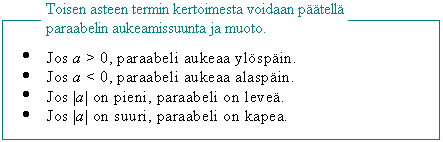 Toisen asteen termin kertoimesta voidaan päätellä
paraabelin aukeamissuunta ja muoto.
• Jos a > 0, paraabeli aukeaa ylöspäin.
• Jos a < 0, paraabeli aukeaa alaspäin.
• Jos |a| on pieni, paraabeli on leveä.
• Jos |a| on suuri, paraabeli on kapea.